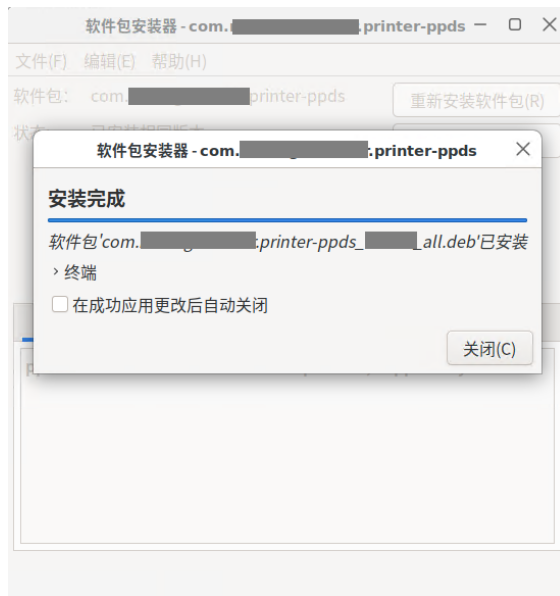 软件包安装器 - com. .printer-ppds
文件(F) 编辑(E) 帮助(H)
软件包: com. printer-ppds 重新安装软件包(R)
软件包安装器 - com. .printer-ppds
安装完成
软件包'com. .printer-ppds_ _all.deb'已安装
终端
在成功应用更改后自动关闭
关闭(C)